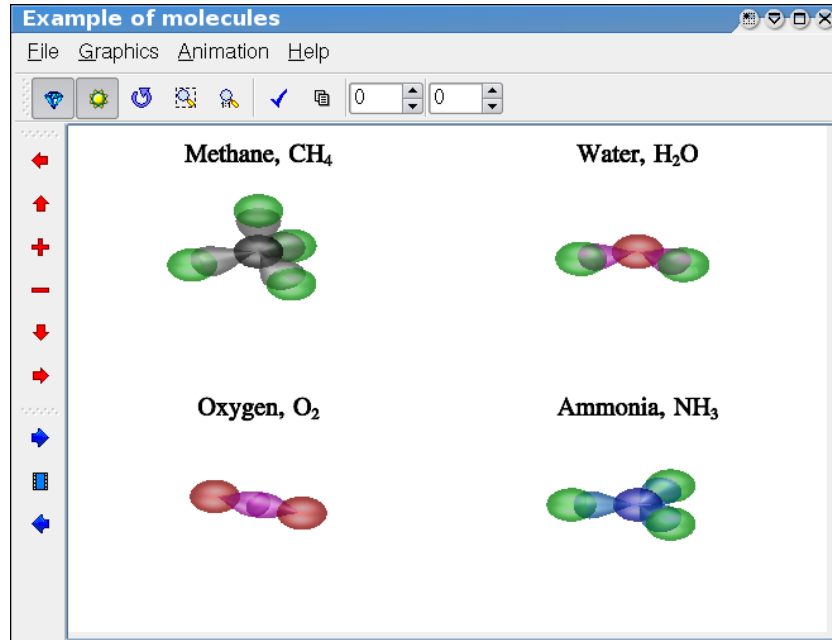 Example of molecules
File Graphics Animation Help
0 0
Methane, CH₄ Water, H₂O
Oxygen, O₂ Ammonia, NH₃